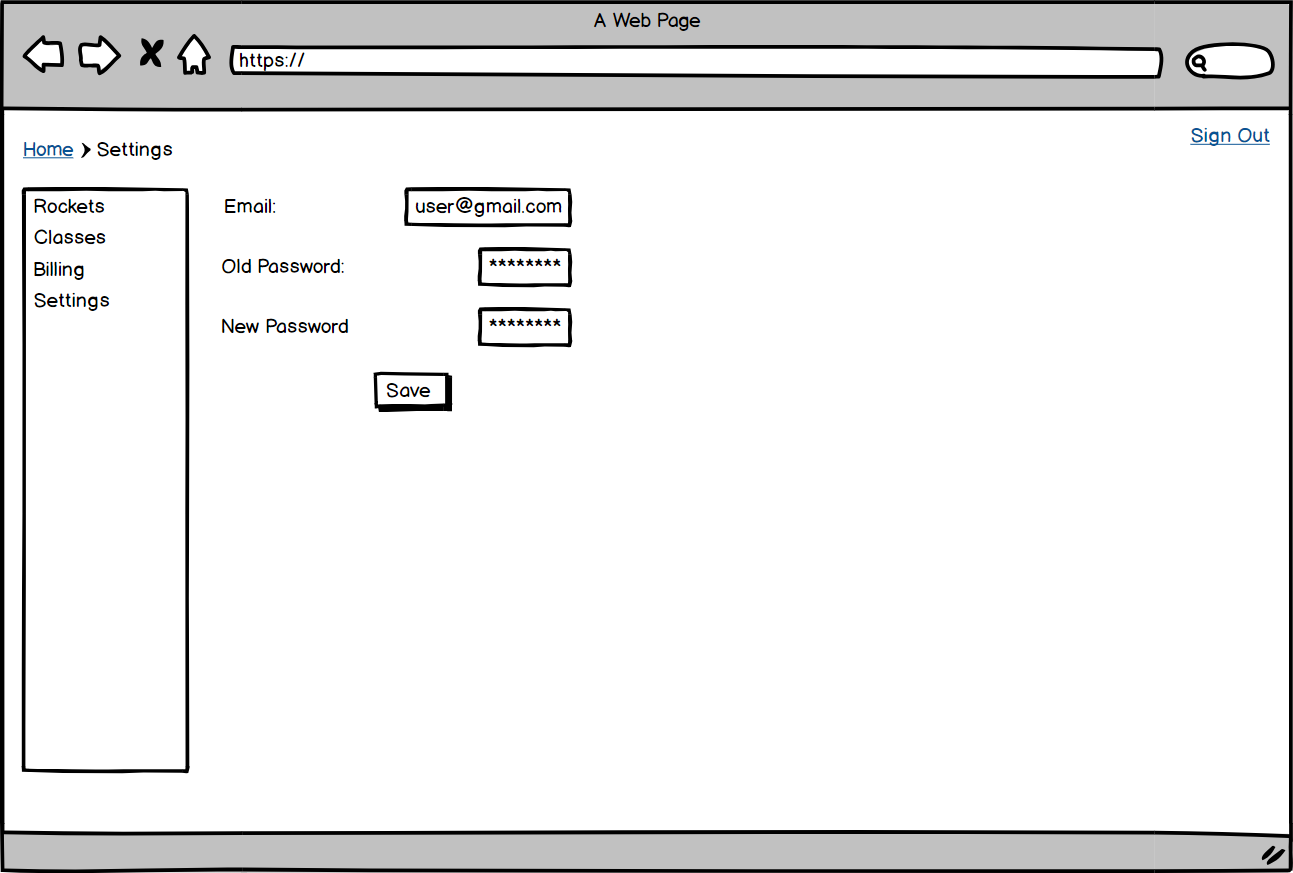 A Web Page
https://
Sign Out
Home > Settings
Rockets
Classes
Billing
Settings
Email: user@gmail.com
Old Password: ********
New Password ********
Save